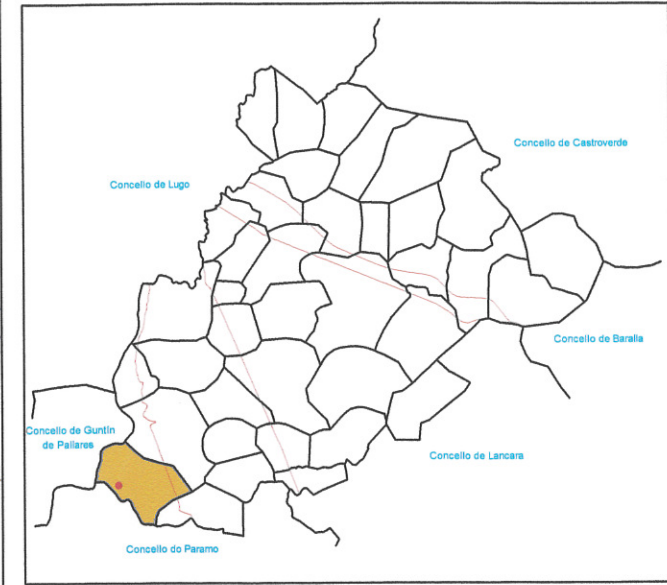 Concello de Castroverde
Concello de Lugo
Concello de Baralla
Concello de Guntin
de Pallares
Concello de Lancara
Concello do Paramo